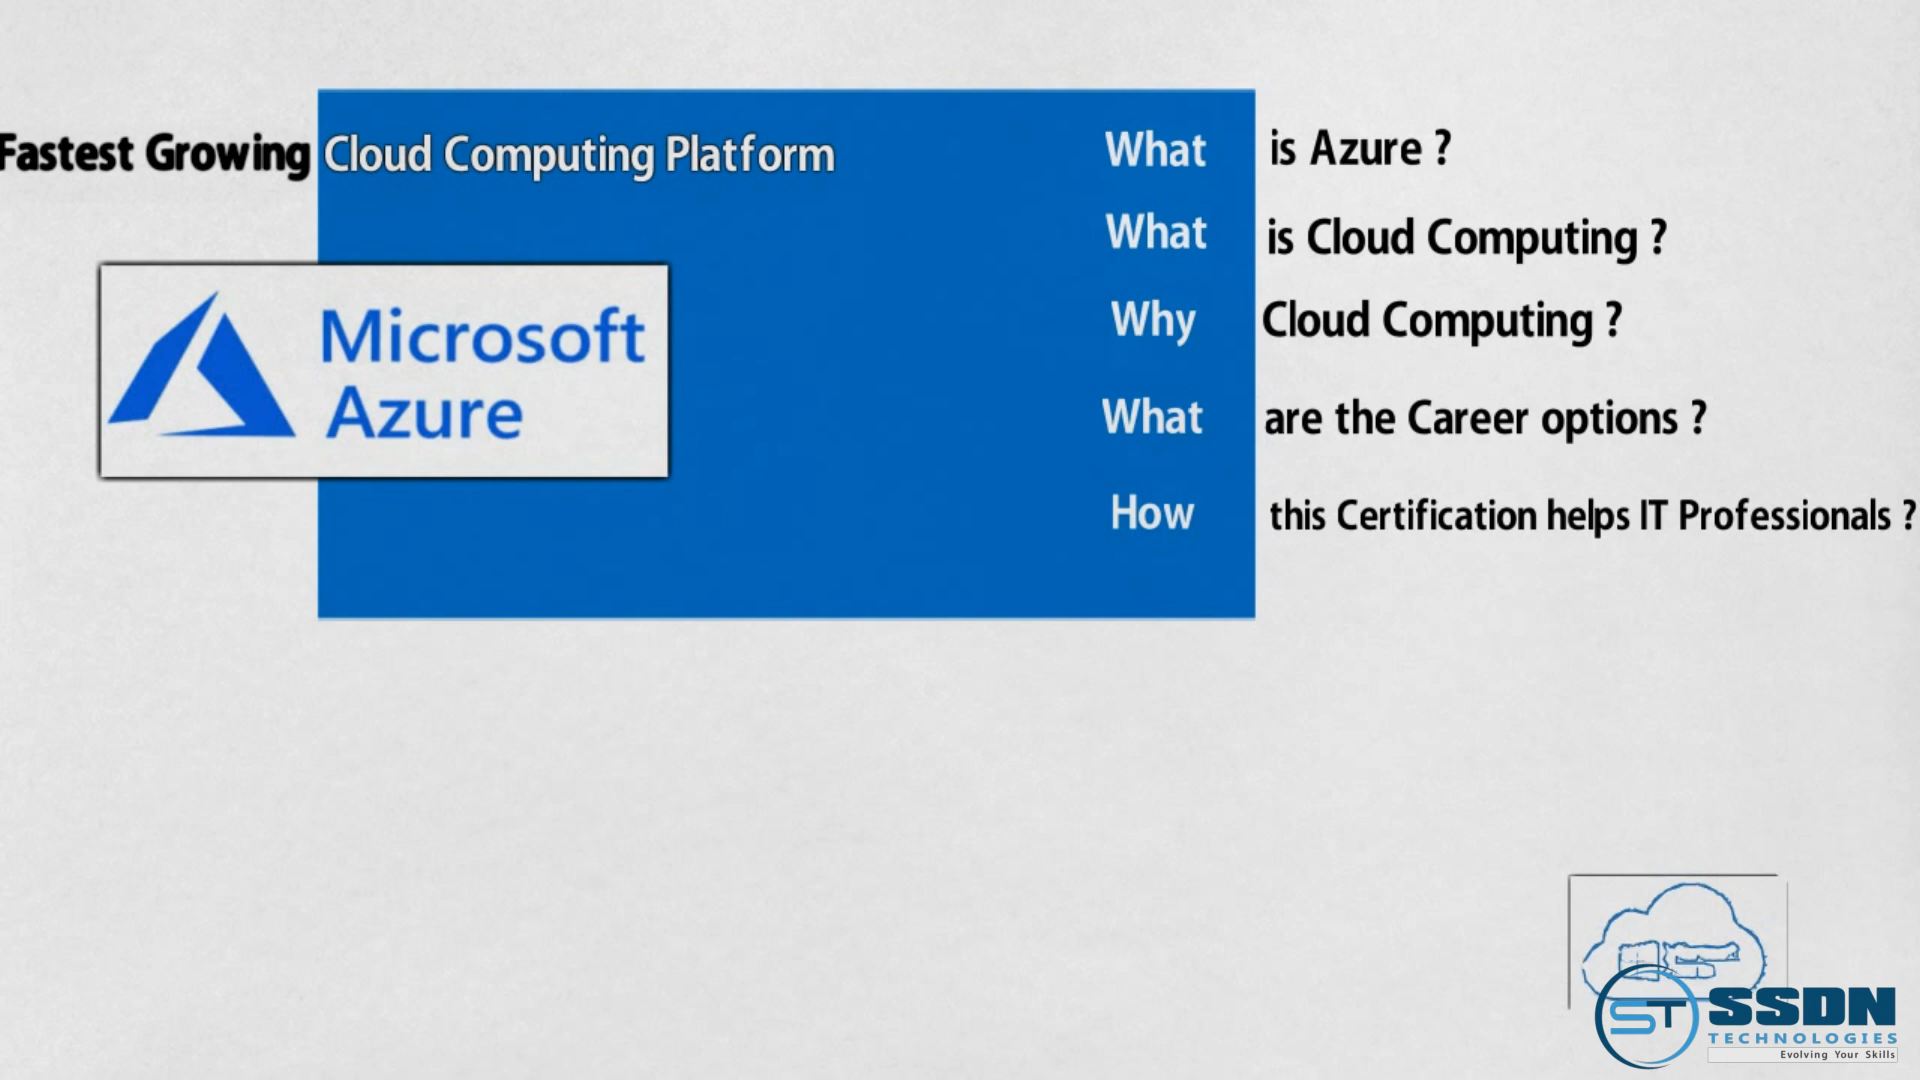 Fastest Growing Cloud Computing Platform
Microsoft
Azure
What is Azure ?
What is Cloud Computing ?
Why Cloud Computing ?
What are the Career options ?
How this Certification helps IT Professionals ?
ST
SSDN
TECHNOLOGIES
Evolving Your Skills